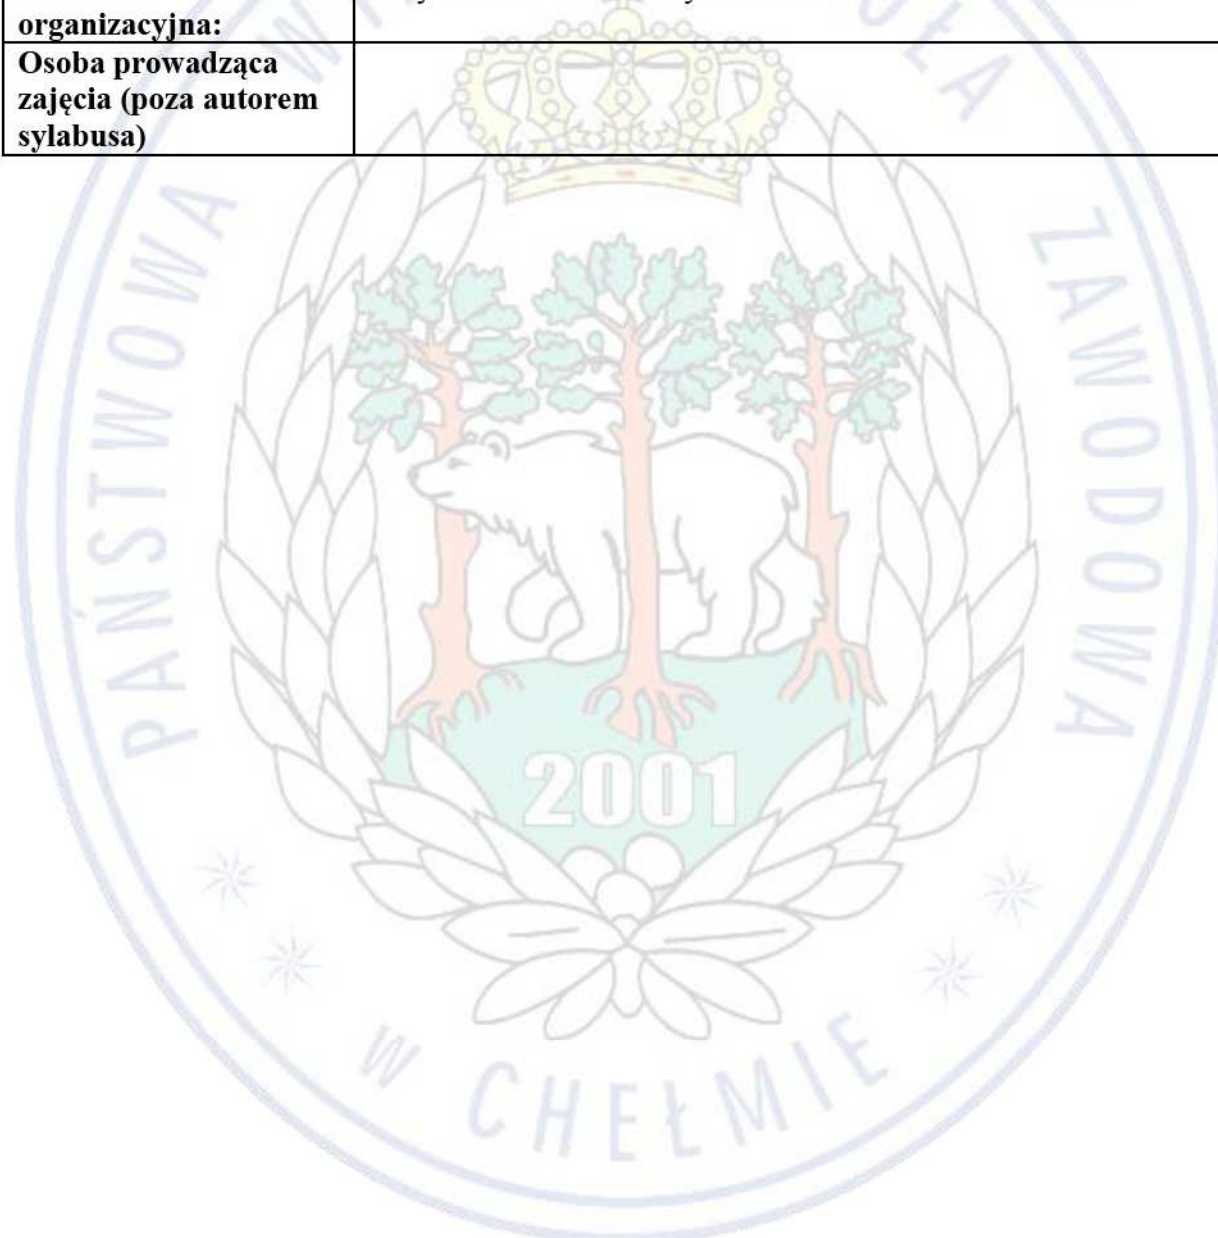 organizacyjna:
Osoba prowadząca
zajęcia (poza autorem
sylabusa)
PAŃSTWOWA
ZAWODOWA
2001
W CHEŁMIE